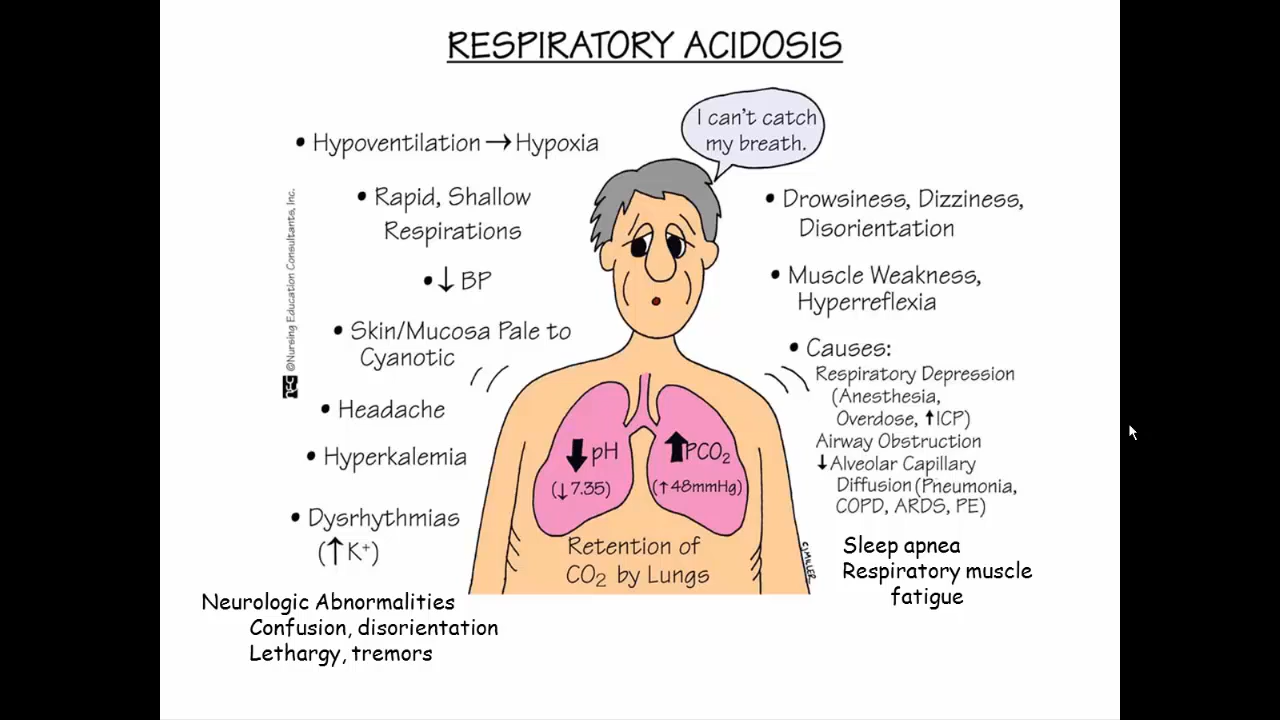 RESPIRATORY ACIDOSIS
I can't catch
my breath.
• Hypoventilation → Hypoxia
• Rapid, Shallow
Respirations
• ↓ BP
• Skin/Mucosa Pale to
Cyanotic
• Headache
• Hyperkalemia
• Dysrhythmias
(↑K⁺)
Neurologic Abnormalities
Confusion, disorientation
Lethargy, tremors
©Nursing Education Consultants, Inc.
↓ pH
(↓7.35)
↑ PCO₂
(↑48mmHg)
Retention of
CO₂ by Lungs
• Drowsiness, Dizziness,
Disorientation
• Muscle Weakness,
Hyperreflexia
• Causes:
Respiratory Depression
(Anesthesia,
Overdose, ↑ICP)
Airway Obstruction
↓Alveolar Capillary
Diffusion (Pneumonia,
COPD, ARDS, PE)
CJMILLER
Sleep apnea
Respiratory muscle
fatigue